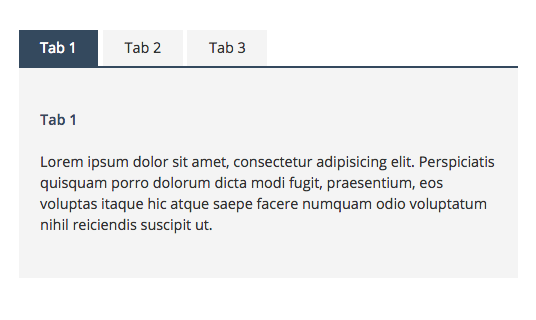 Tab 1 Tab 2 Tab 3
Tab 1
Lorem ipsum dolor sit amet, consectetur adipisicing elit. Perspiciatis
quisquam porro dolorum dicta modi fugit, praesentium, eos
voluptas itaque hic atque saepe facere numquam odio voluptatum
nihil reiciendis suscipit ut.